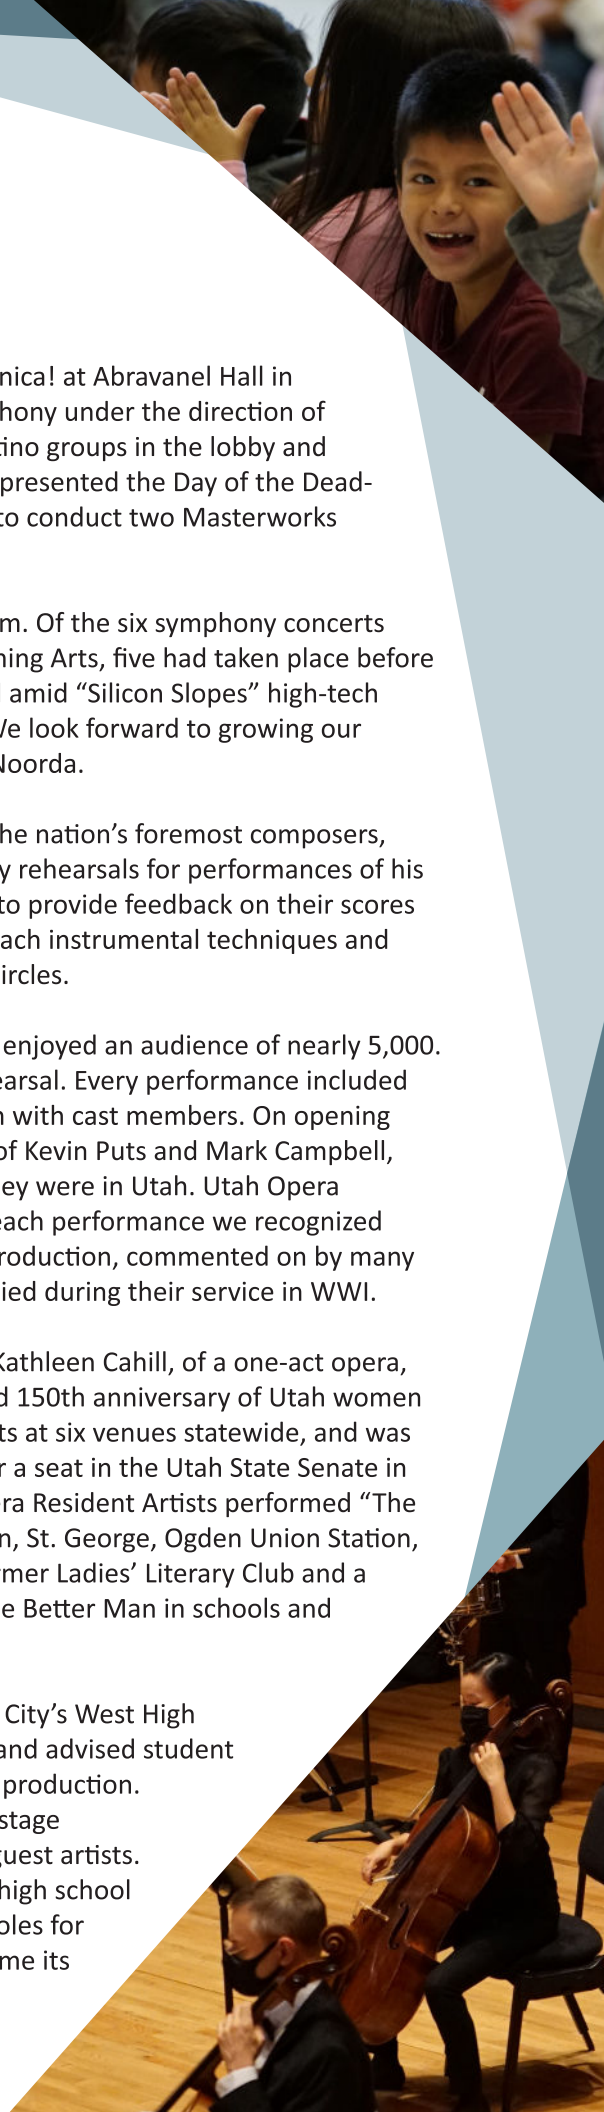 nica! at Abravanel Hall in
hony under the direction of
tino groups in the lobby and
presented the Day of the Dead-
to conduct two Masterworks
m. Of the six symphony concerts
ning Arts, five had taken place before
amid “Silicon Slopes” high-tech
We look forward to growing our
Noorda.
he nation’s foremost composers,
y rehearsals for performances of his
to provide feedback on their scores
ach instrumental techniques and
ircles.
enjoyed an audience of nearly 5,000.
earsal. Every performance included
n with cast members. On opening
of Kevin Puts and Mark Campbell,
ey were in Utah. Utah Opera
each performance we recognized
roduction, commented on by many
ied during their service in WWI.
Kathleen Cahill, of a one-act opera,
d 150th anniversary of Utah women
ts at six venues statewide, and was
r a seat in the Utah State Senate in
era Resident Artists performed “The
n, St. George, Ogden Union Station,
rmer Ladies’ Literary Club and a
e Better Man in schools and
City’s West High
and advised student
production.
stage
guest artists.
high school
oles for
me its